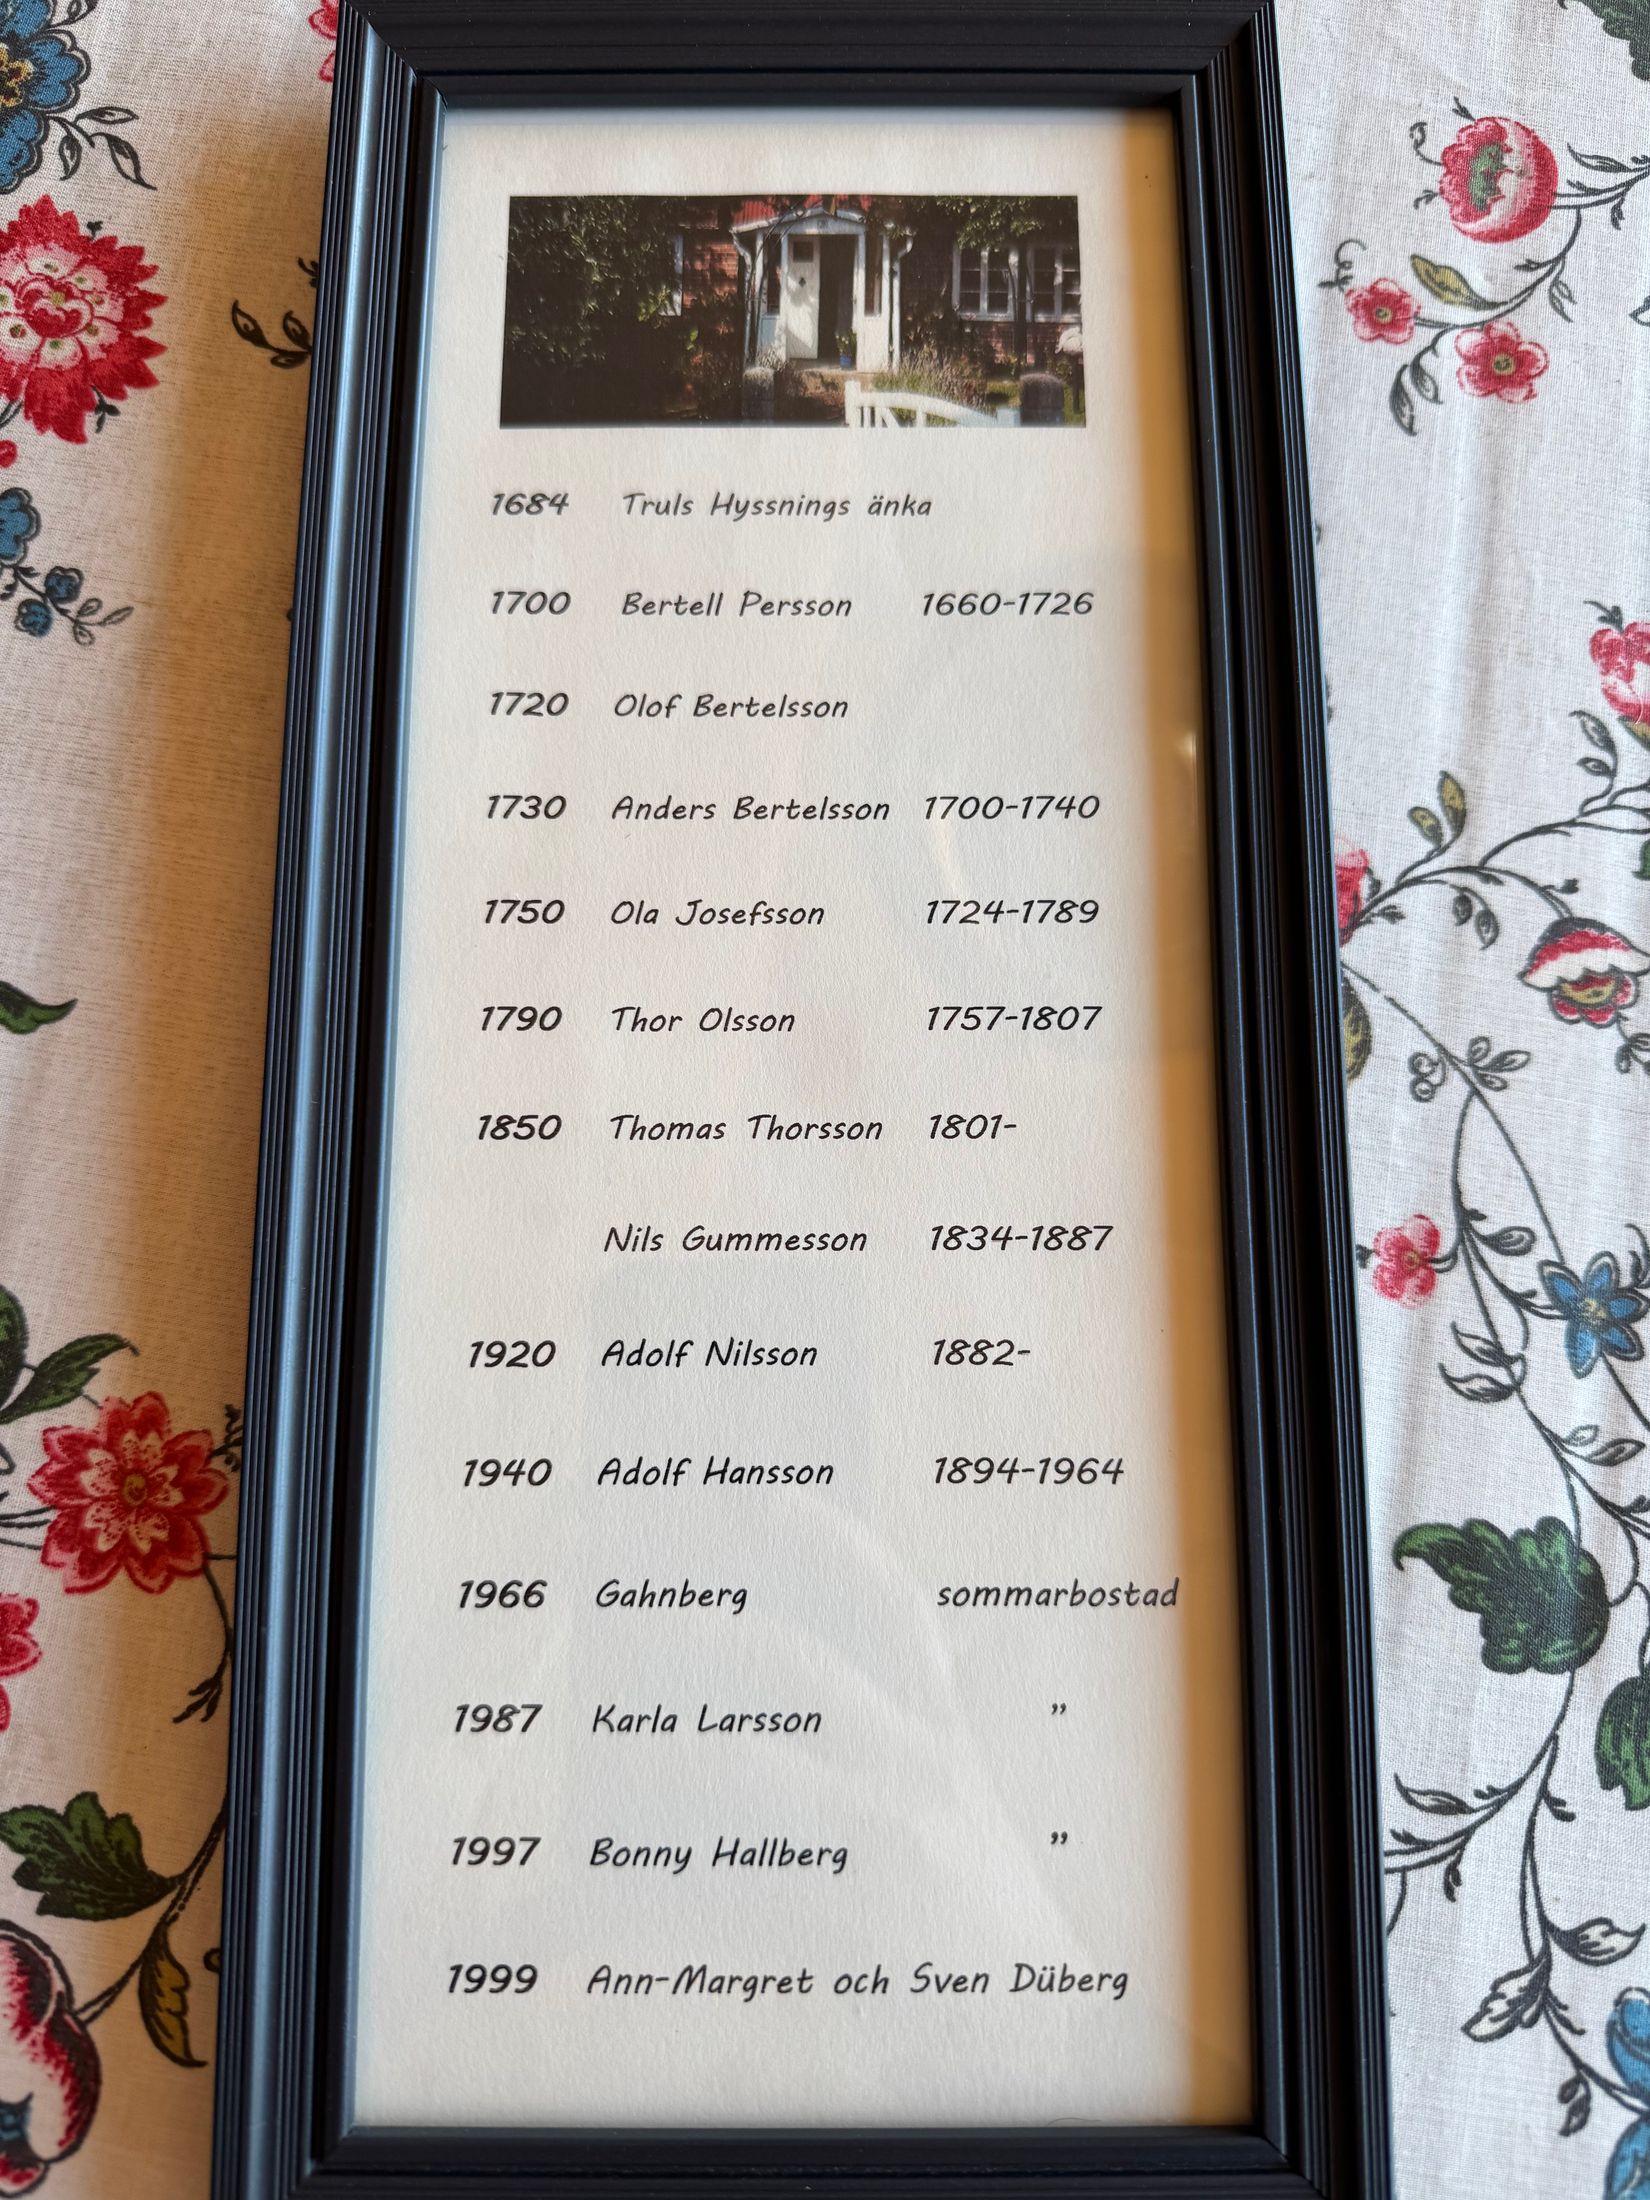 1684 Truls Hyssnings änka
1700 Bertell Persson 1660-1726
1720 Olof Bertelsson
1730 Anders Bertelsson 1700-1740
1750 Ola Josefsson 1724-1789
1790 Thor Olsson 1757-1807
1850 Thomas Thorsson 1801-
Nils Gummesson 1834-1887
1920 Adolf Nilsson 1882-
1940 Adolf Hansson 1894-1964
1966 Gahnberg sommarbostad
1987 Karla Larsson ”
1997 Bonny Hallberg ”
1999 Ann-Margret och Sven Düberg